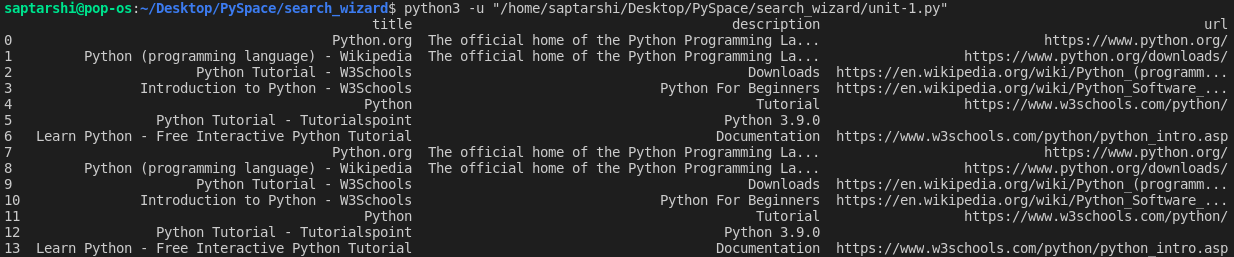 saptarshi@pop-os:~/Desktop/PySpace/search_wizard$ python3 -u "/home/saptarshi/Desktop/PySpace/search_wizard/unit-1.py"
title description url
0 Python.org The official home of the Python Programming La... https://www.python.org/
1 Python (programming language) - Wikipedia The official home of the Python Programming La... https://www.python.org/downloads/
2 Python Tutorial - W3Schools Downloads https://en.wikipedia.org/wiki/Python_(programm...
3 Introduction to Python - W3Schools Python For Beginners https://en.wikipedia.org/wiki/Python_Software_...
4 Python Tutorial https://www.w3schools.com/python/
5 Python Tutorial - Tutorialspoint Python 3.9.0
6 Learn Python - Free Interactive Python Tutorial Documentation https://www.w3schools.com/python/python_intro.asp
7 Python.org The official home of the Python Programming La... https://www.python.org/
8 Python (programming language) - Wikipedia The official home of the Python Programming La... https://www.python.org/downloads/
9 Python Tutorial - W3Schools Downloads https://en.wikipedia.org/wiki/Python_(programm...
10 Introduction to Python - W3Schools Python For Beginners https://en.wikipedia.org/wiki/Python_Software_...
11 Python Tutorial https://www.w3schools.com/python/
12 Python Tutorial - Tutorialspoint Python 3.9.0
13 Learn Python - Free Interactive Python Tutorial Documentation https://www.w3schools.com/python/python_intro.asp